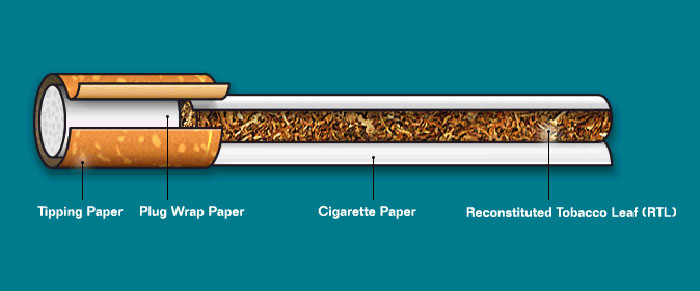 Tipping Paper
Plug Wrap Paper
Cigarette Paper
Reconstituted Tobacco Leaf (RTL)